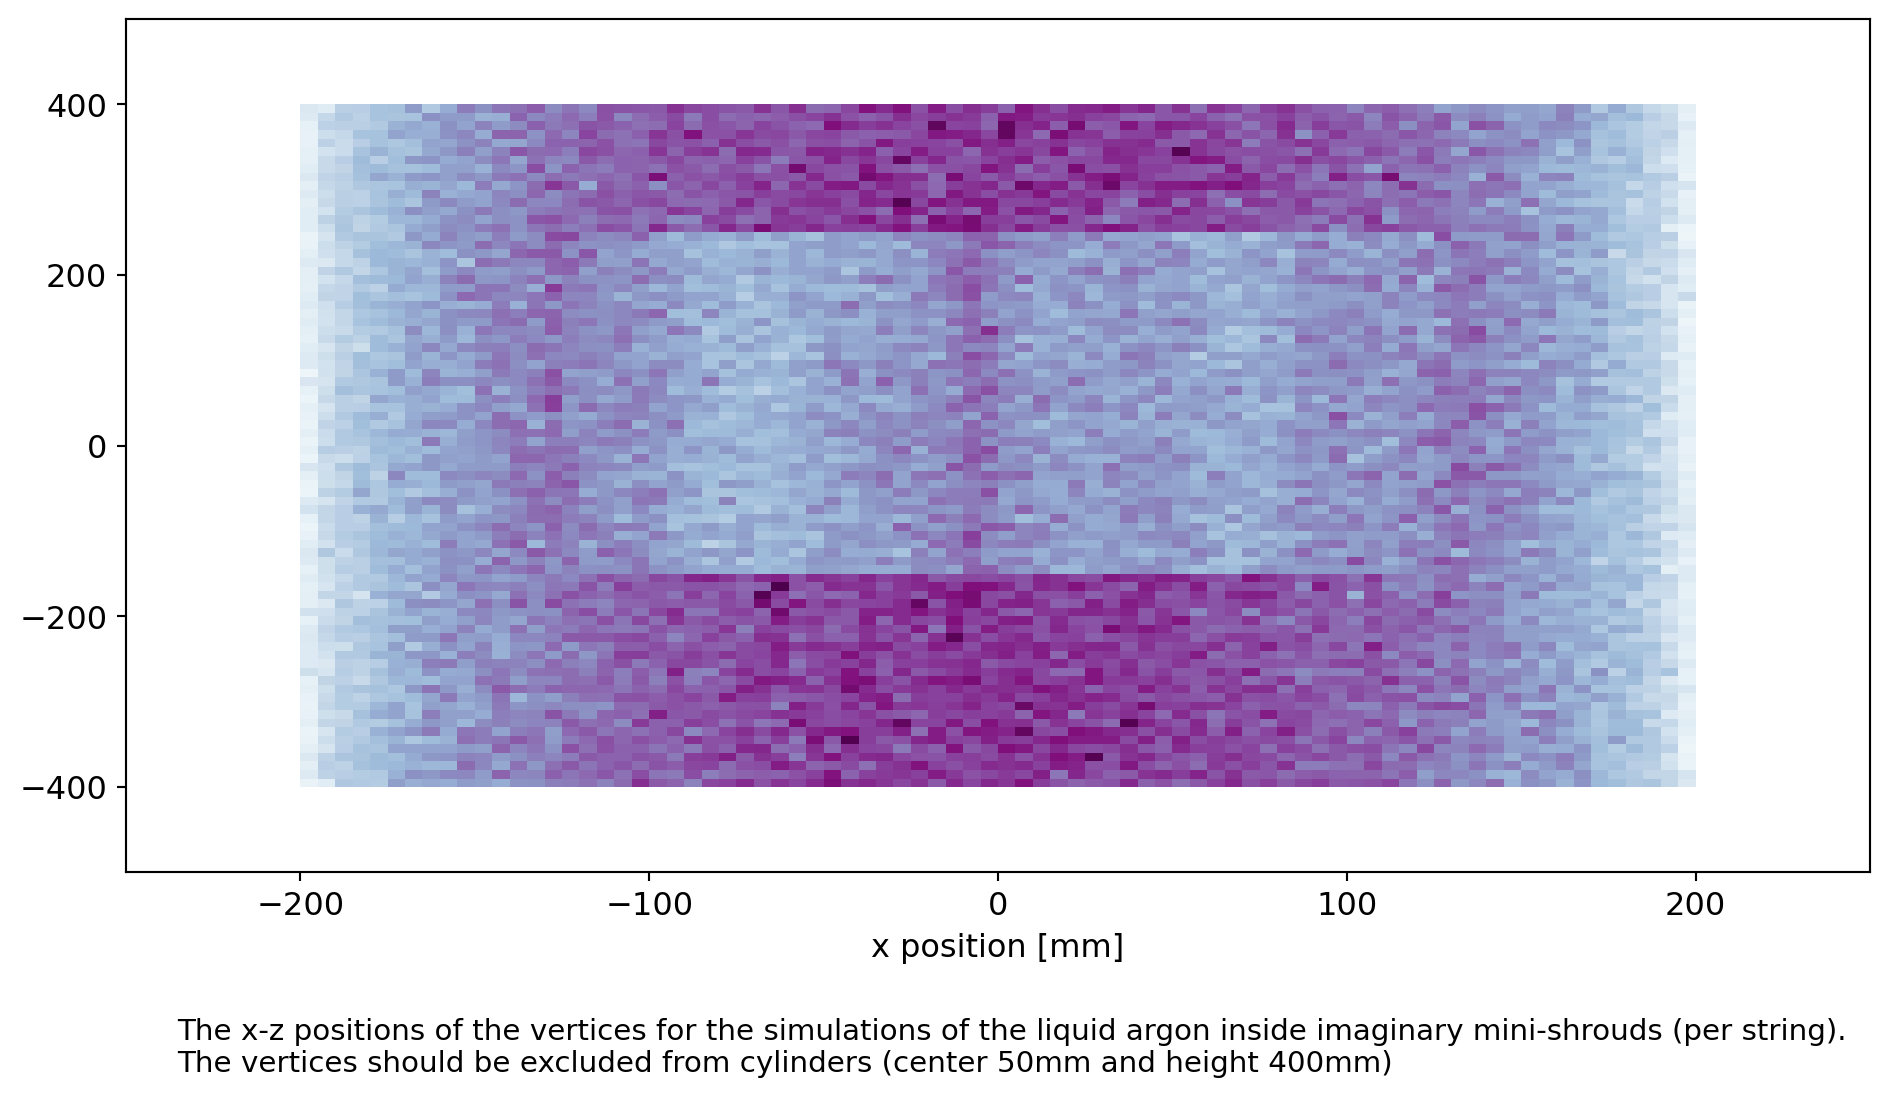 400
200
0
−200
−400
−200 −100 0 100 200
x position [mm]
The x-z positions of the vertices for the simulations of the liquid argon inside imaginary mini-shrouds (per string).
The vertices should be excluded from cylinders (center 50mm and height 400mm)